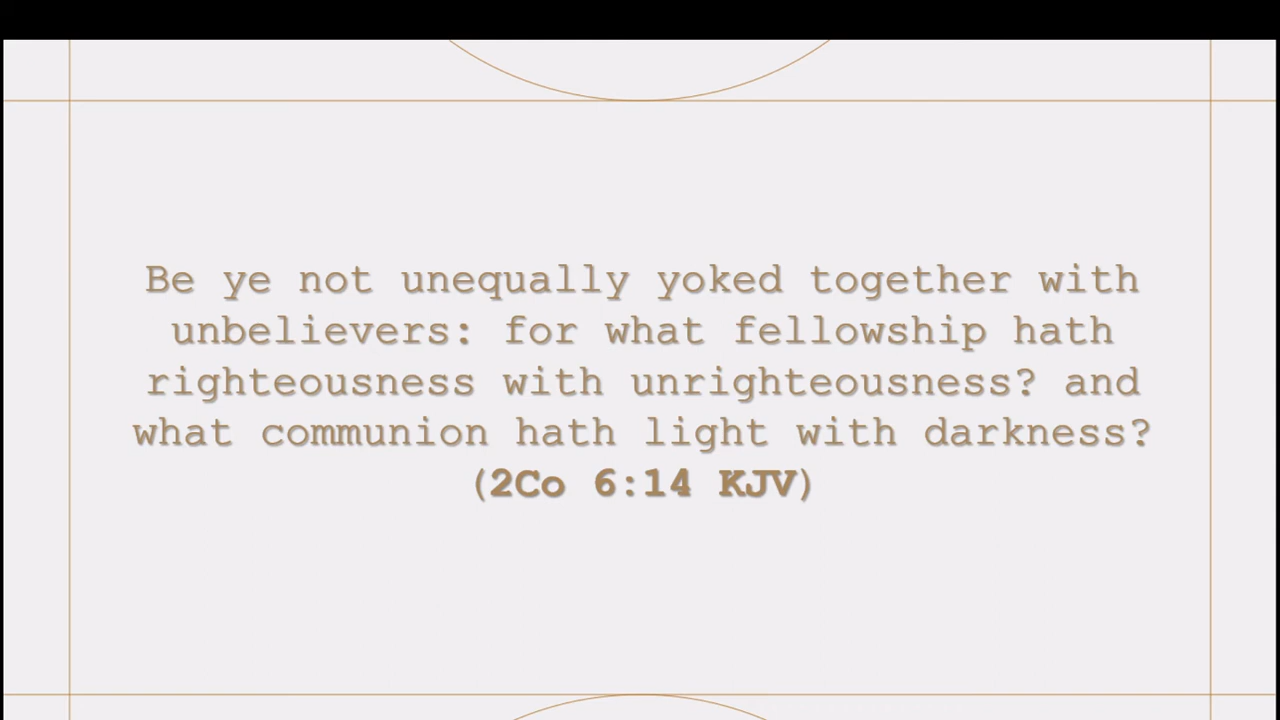 Be ye not unequally yoked together with
unbelievers: for what fellowship hath
righteousness with unrighteousness? and
what communion hath light with darkness?
(2Co 6:14 KJV)